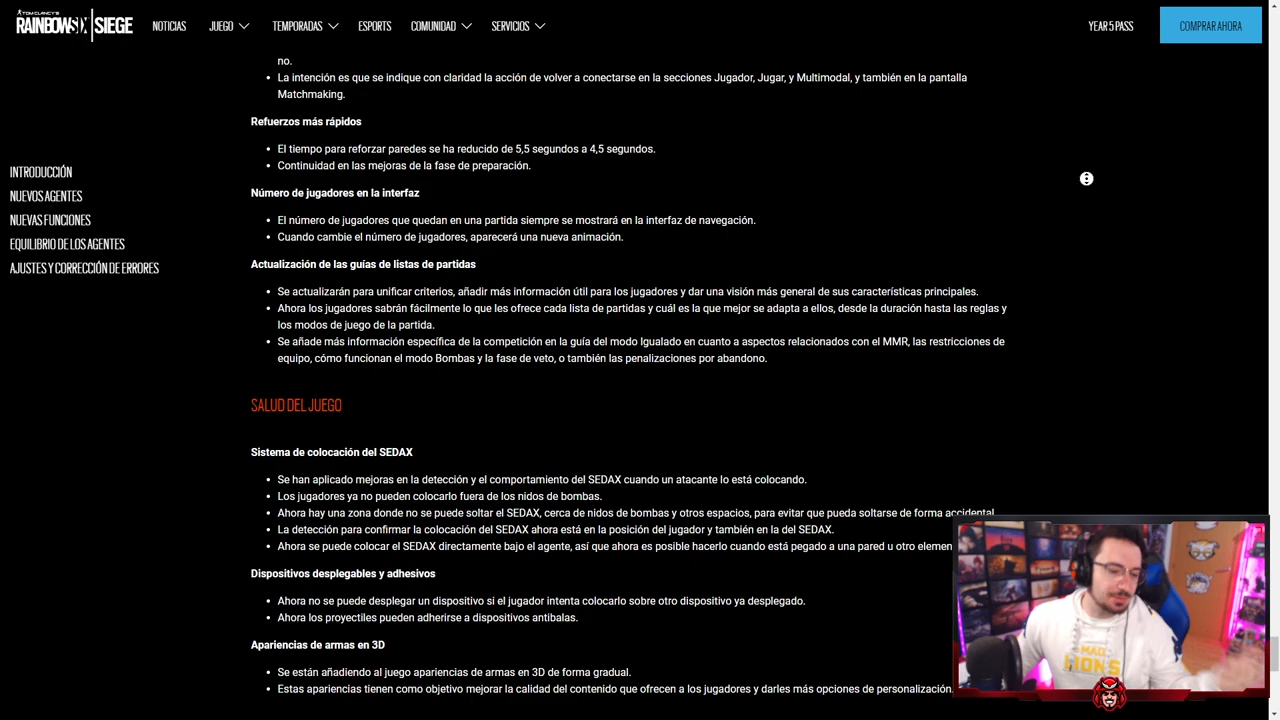 TOM CLANCY'S
RAINBOWSIX | SIEGE
NOTICIAS
JUEGO
TEMPORADAS
ESPORTS
COMUNIDAD
SERVICIOS
YEAR 5 PASS
COMPRAR AHORA
INTRODUCCIÓN
NUEVOS AGENTES
NUEVAS FUNCIONES
EQUILIBRIO DE LOS AGENTES
AJUSTES Y CORRECCIÓN DE ERRORES
no.
La intención es que se indique con claridad la acción de volver a conectarse en la secciones Jugador, Jugar, y Multimodal, y también en la pantalla
Matchmaking.
Refuerzos más rápidos
El tiempo para reforzar paredes se ha reducido de 5,5 segundos a 4,5 segundos.
Continuidad en las mejoras de la fase de preparación.
Número de jugadores en la interfaz
El número de jugadores que quedan en una partida siempre se mostrará en la interfaz de navegación.
Cuando cambie el número de jugadores, aparecerá una nueva animación.
Actualización de las guías de listas de partidas
Se actualizarán para unificar criterios, añadir más información útil para los jugadores y dar una visión más general de sus características principales.
Ahora los jugadores sabrán fácilmente lo que les ofrece cada lista de partidas y cuál es la que mejor se adapta a ellos, desde la duración hasta las reglas y
los modos de juego de la partida.
Se añade más información específica de la competición en la guía del modo Igualado en cuanto a aspectos relacionados con el MMR, las restricciones de
equipo, cómo funcionan el modo Bombas y la fase de veto, o también las penalizaciones por abandono.
SALUD DEL JUEGO
Sistema de colocación del SEDAX
Se han aplicado mejoras en la detección y el comportamiento del SEDAX cuando un atacante lo está colocando.
Los jugadores ya no pueden colocarlo fuera de los nidos de bombas.
Ahora hay una zona donde no se puede soltar el SEDAX, cerca de nidos de bombas y otros espacios, para evitar que pueda soltarse de forma accidental.
La detección para confirmar la colocación del SEDAX ahora está en la posición del jugador y también en la del SEDAX.
Ahora se puede colocar el SEDAX directamente bajo el agente, así que ahora es posible hacerlo cuando está pegado a una pared u otro elemen
Dispositivos desplegables y adhesivos
Ahora no se puede desplegar un dispositivo si el jugador intenta colocarlo sobre otro dispositivo ya desplegado.
Ahora los proyectiles pueden adherirse a dispositivos antibalas.
Apariencias de armas en 3D
Se están añadiendo al juego apariencias de armas en 3D de forma gradual.
Estas apariencias tienen como objetivo mejorar la calidad del contenido que ofrecen a los jugadores y darles más opciones de personalización.
MAD
LIONS